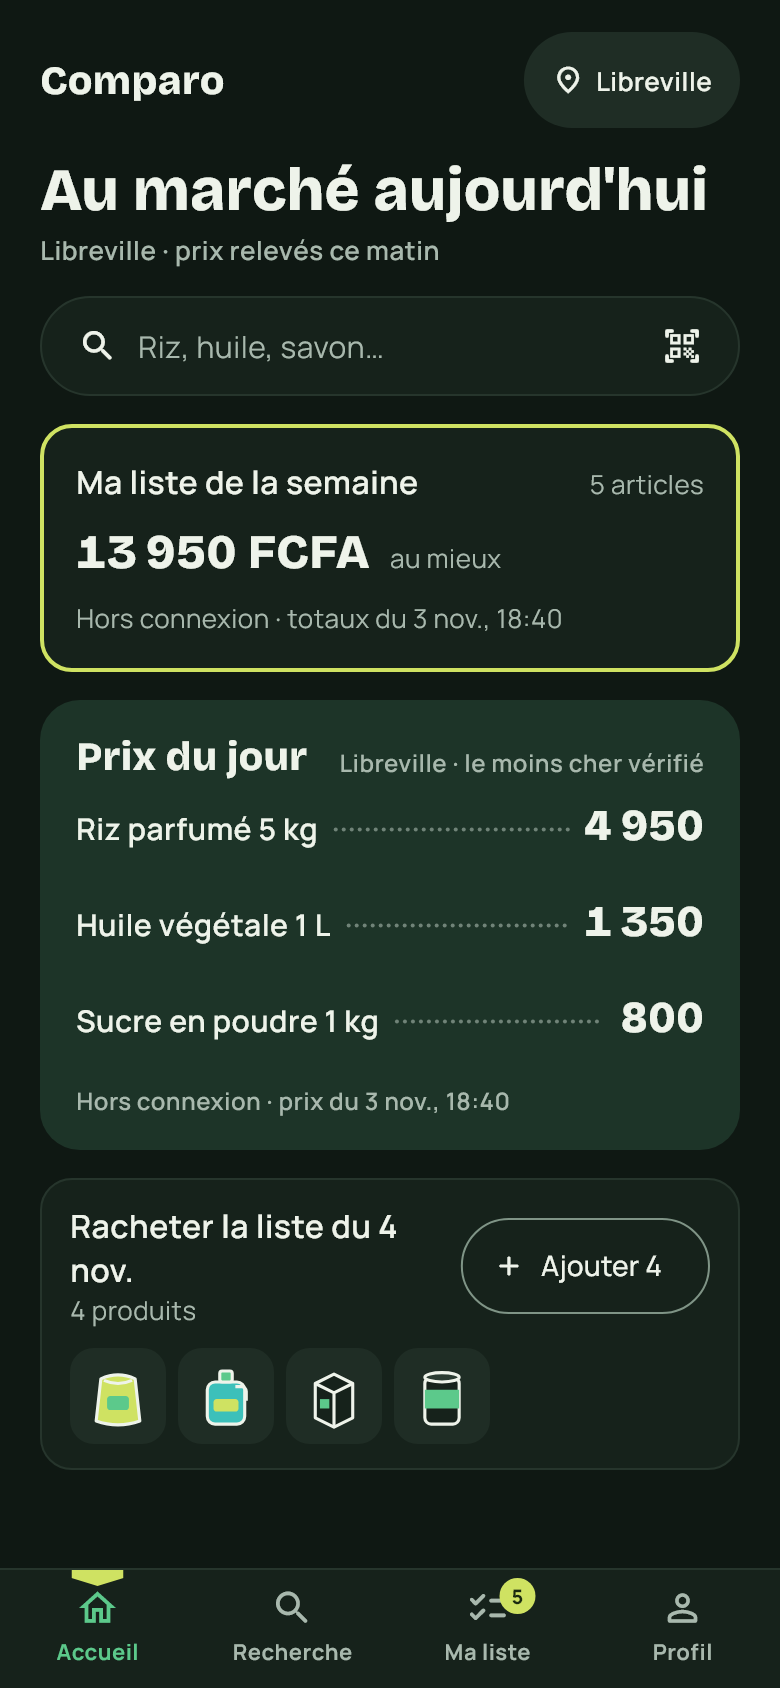 Comparo
Libreville
Au marché aujourd'hui
Libreville · prix relevés ce matin
Riz, huile, savon…
Ma liste de la semaine
5 articles
13 950 FCFA au mieux
Hors connexion · totaux du 3 nov., 18:40
Prix du jour
Libreville · le moins cher vérifié
Riz parfumé 5 kg 4 950
Huile végétale 1 L 1 350
Sucre en poudre 1 kg 800
Hors connexion · prix du 3 nov., 18:40
Racheter la liste du 4
nov.
4 produits
+ Ajouter 4
5
Accueil
Recherche
Ma liste
Profil